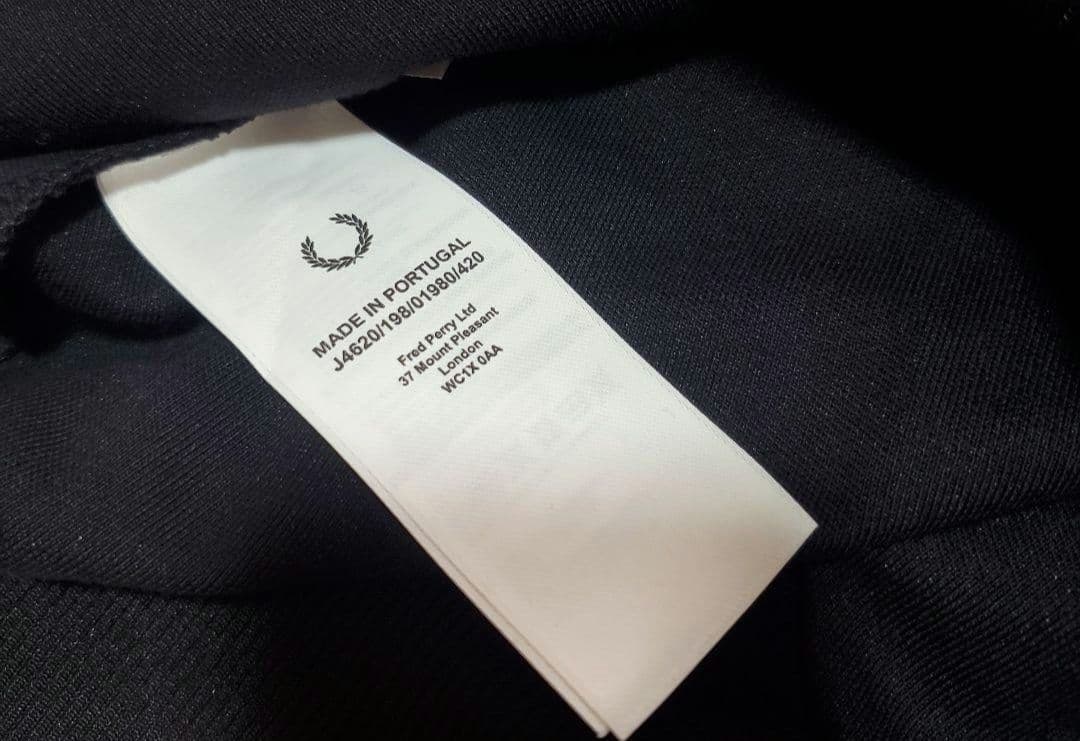 MADE IN PORTUGAL
J4620/198/01980/420
Fred Perry Ltd
37 Mount Pleasant
London
WC1X 0AA